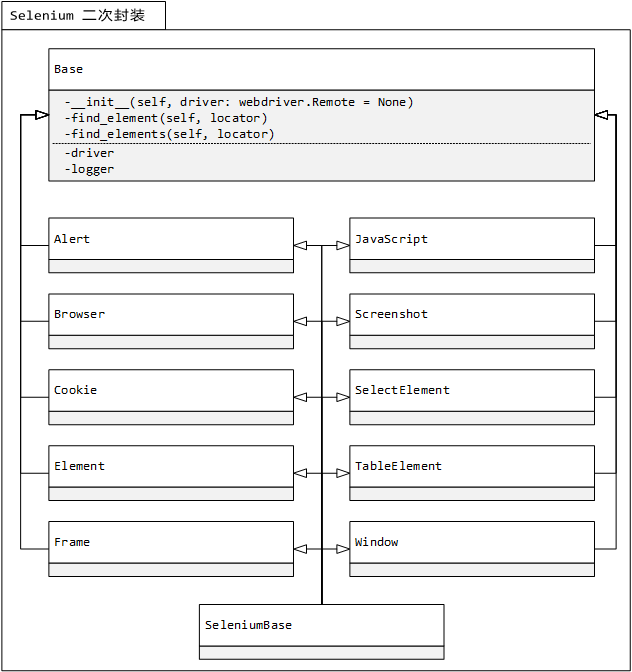 Selenium 二次封装
Base
-__init__(self, driver: webdriver.Remote = None)
-find_element(self, locator)
-find_elements(self, locator)
-driver
-logger
Alert
JavaScript
Browser
Screenshot
Cookie
SelectElement
Element
TableElement
Frame
Window
SeleniumBase